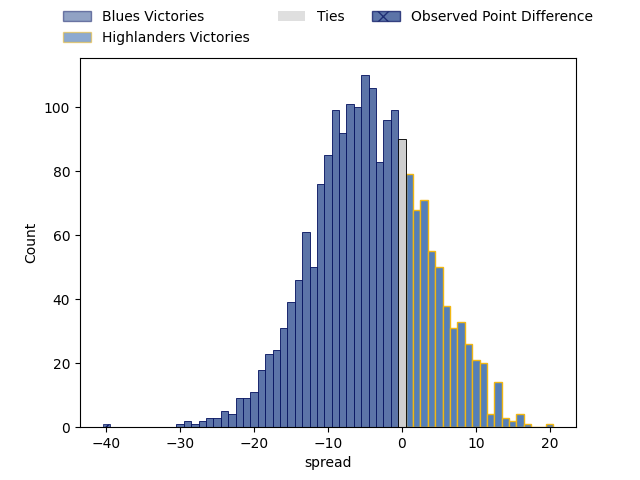 Blues Victories
Highlanders Victories
Ties
Observed Point Difference
Count
100
80
60
40
20
0
−40
−30
−20
−10
0
10
20
spread